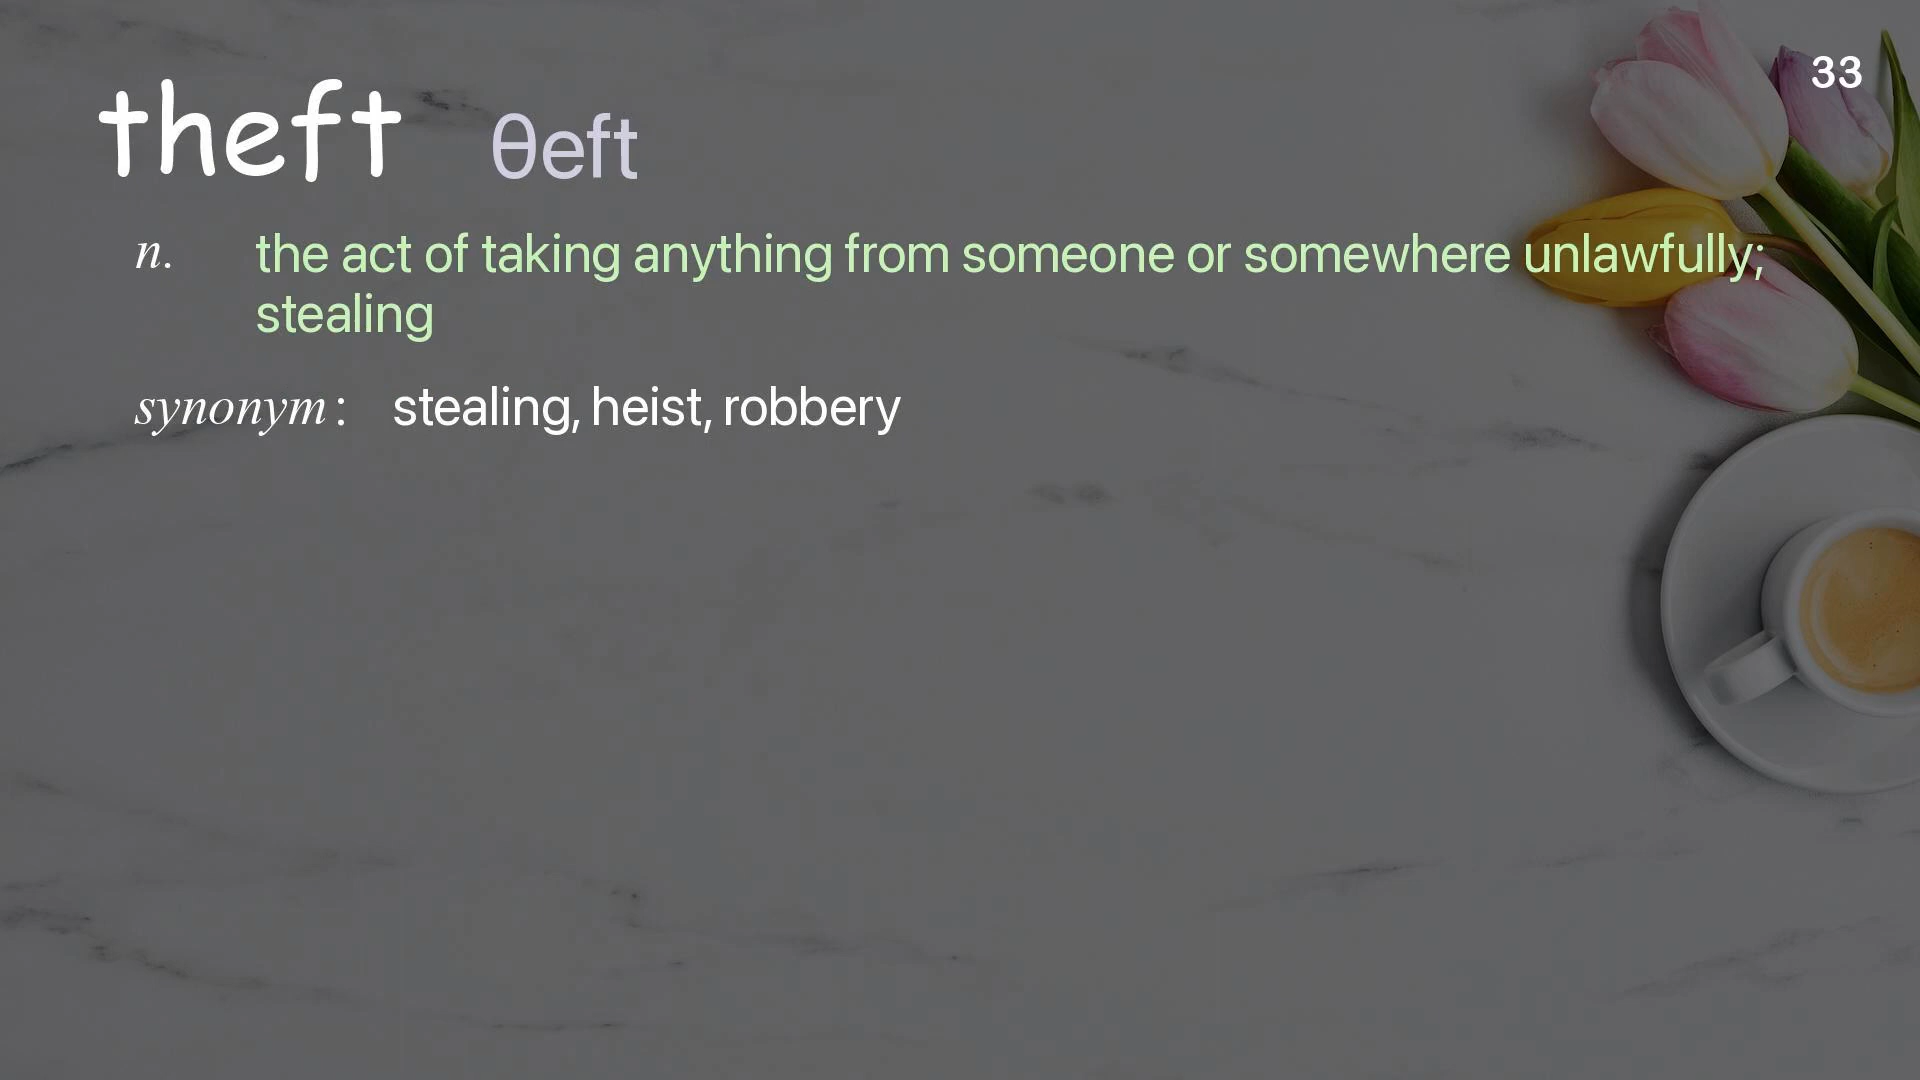 33
theft θeft
n. the act of taking anything from someone or somewhere unlawfully;
stealing
synonym: stealing, heist, robbery